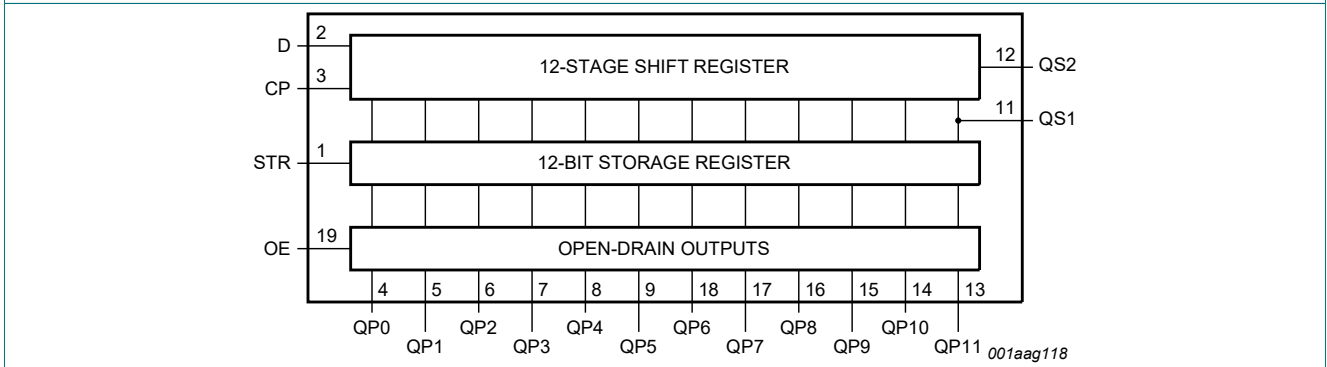 D 2
12-STAGE SHIFT REGISTER
12 QS2
CP 3
11 QS1
STR 1
12-BIT STORAGE REGISTER
OE 19
OPEN-DRAIN OUTPUTS
4 5 6 7 8 9 18 17 16 15 14 13
QP0 QP2 QP4 QP6 QP8 QP10
QP1 QP3 QP5 QP7 QP9 QP11
001aag118